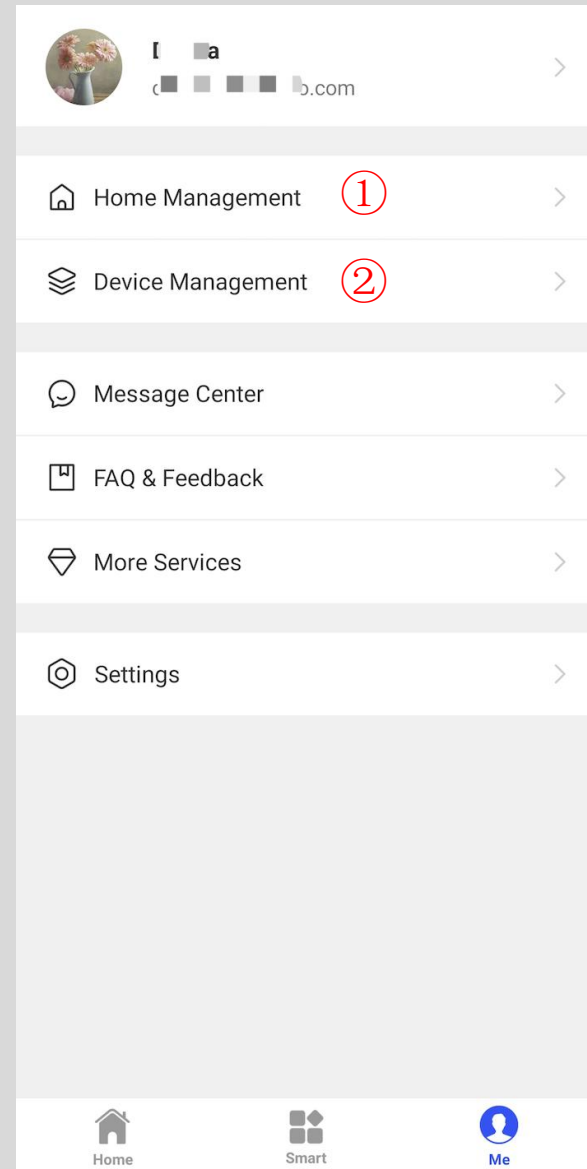 Home Management ①
Device Management ②
Message Center
FAQ & Feedback
More Services
Settings
Home
Smart
Me